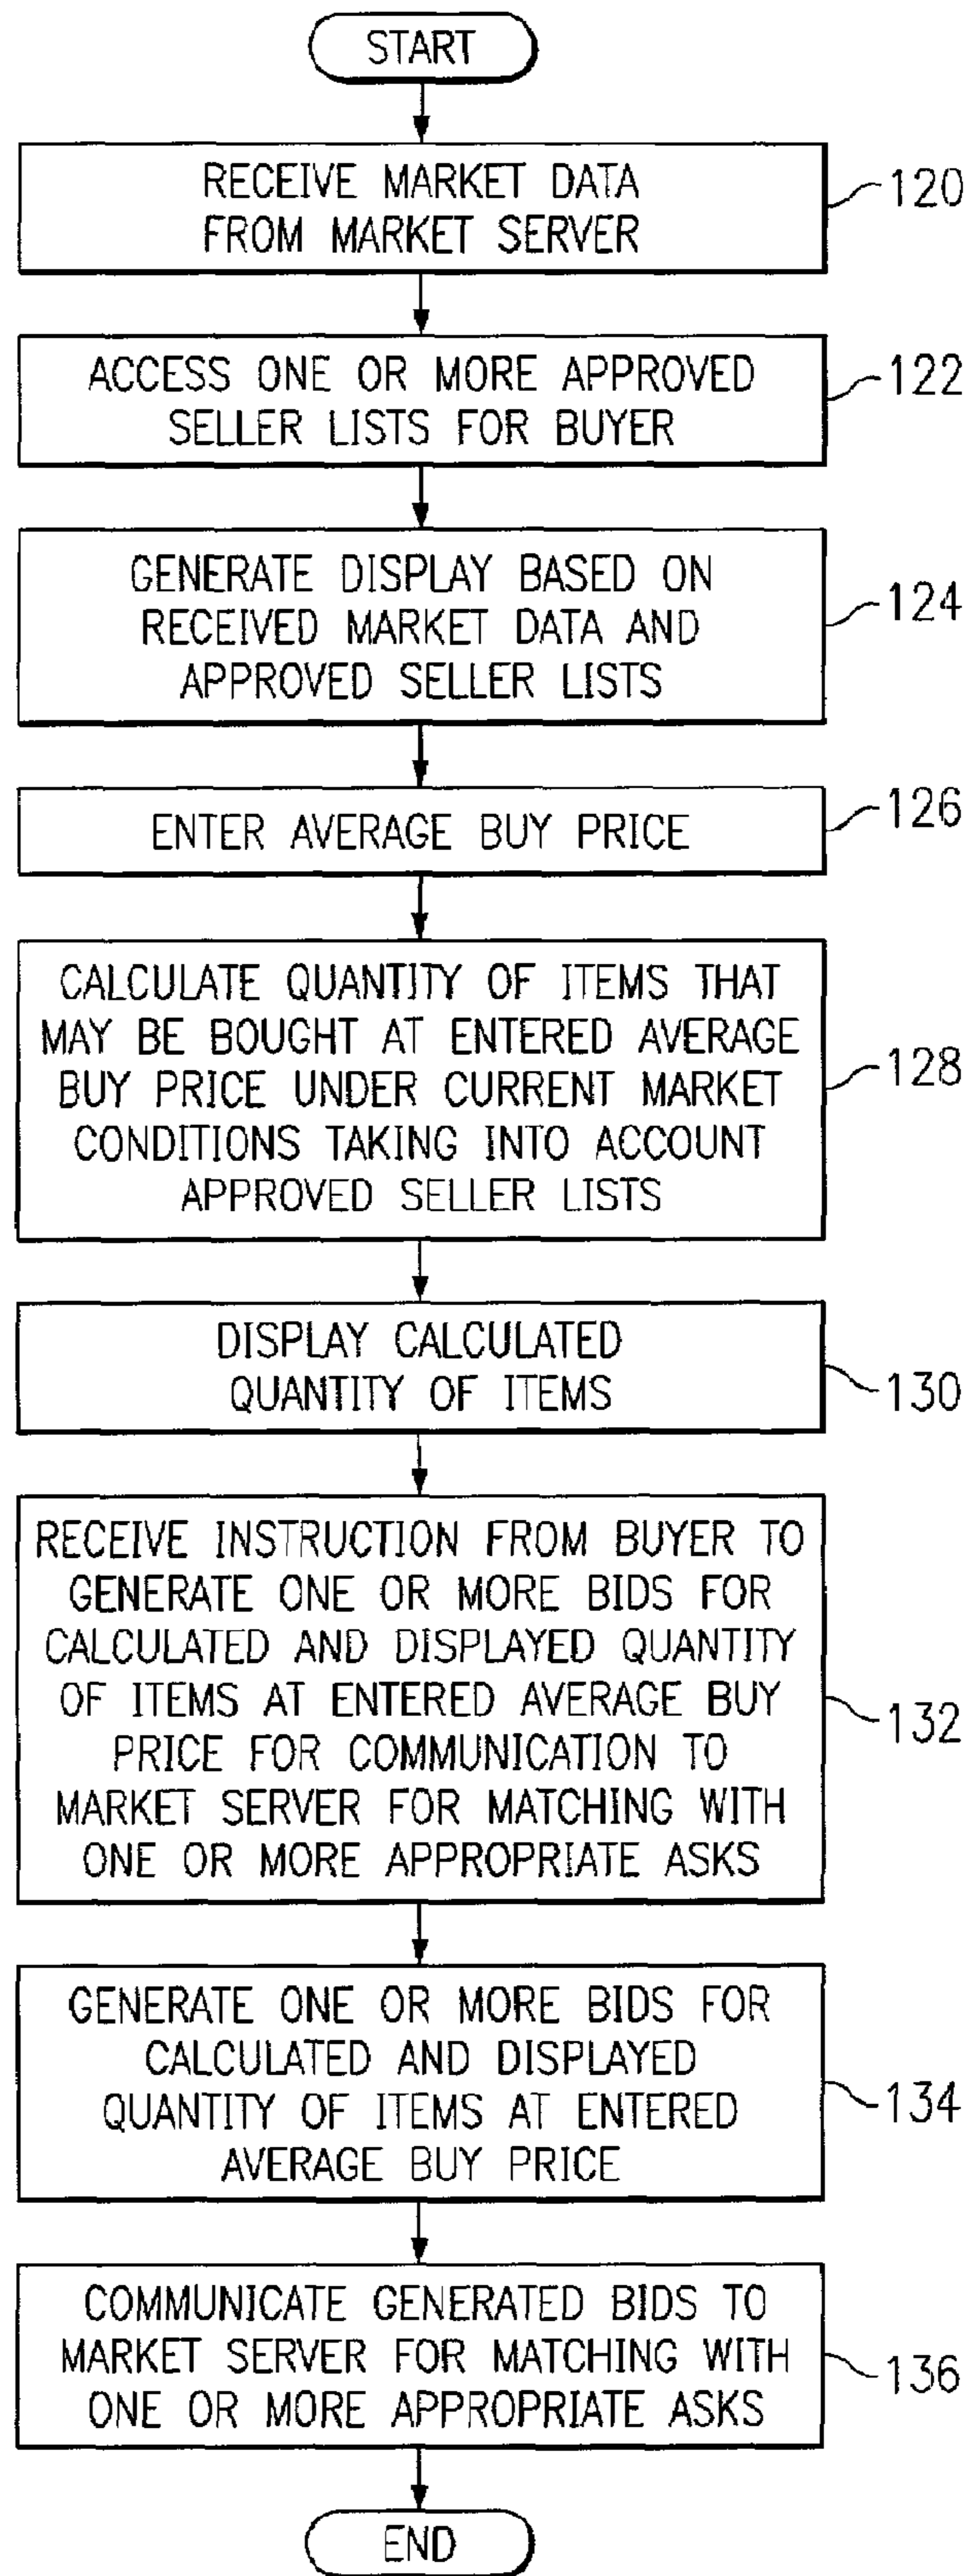 START
RECEIVE MARKET DATA
FROM MARKET SERVER
120
ACCESS ONE OR MORE APPROVED
SELLER LISTS FOR BUYER
122
GENERATE DISPLAY BASED ON
RECEIVED MARKET DATA AND
APPROVED SELLER LISTS
124
ENTER AVERAGE BUY PRICE
126
CALCULATE QUANTITY OF ITEMS THAT
MAY BE BOUGHT AT ENTERED AVERAGE
BUY PRICE UNDER CURRENT MARKET
CONDITIONS TAKING INTO ACCOUNT
APPROVED SELLER LISTS
128
DISPLAY CALCULATED
QUANTITY OF ITEMS
130
RECEIVE INSTRUCTION FROM BUYER TO
GENERATE ONE OR MORE BIDS FOR
CALCULATED AND DISPLAYED QUANTITY
OF ITEMS AT ENTERED AVERAGE BUY
PRICE FOR COMMUNICATION TO
MARKET SERVER FOR MATCHING WITH
ONE OR MORE APPROPRIATE ASKS
132
GENERATE ONE OR MORE BIDS FOR
CALCULATED AND DISPLAYED
QUANTITY OF ITEMS AT ENTERED
AVERAGE BUY PRICE
134
COMMUNICATE GENERATED BIDS TO
MARKET SERVER FOR MATCHING WITH
ONE OR MORE APPROPRIATE ASKS
136
END